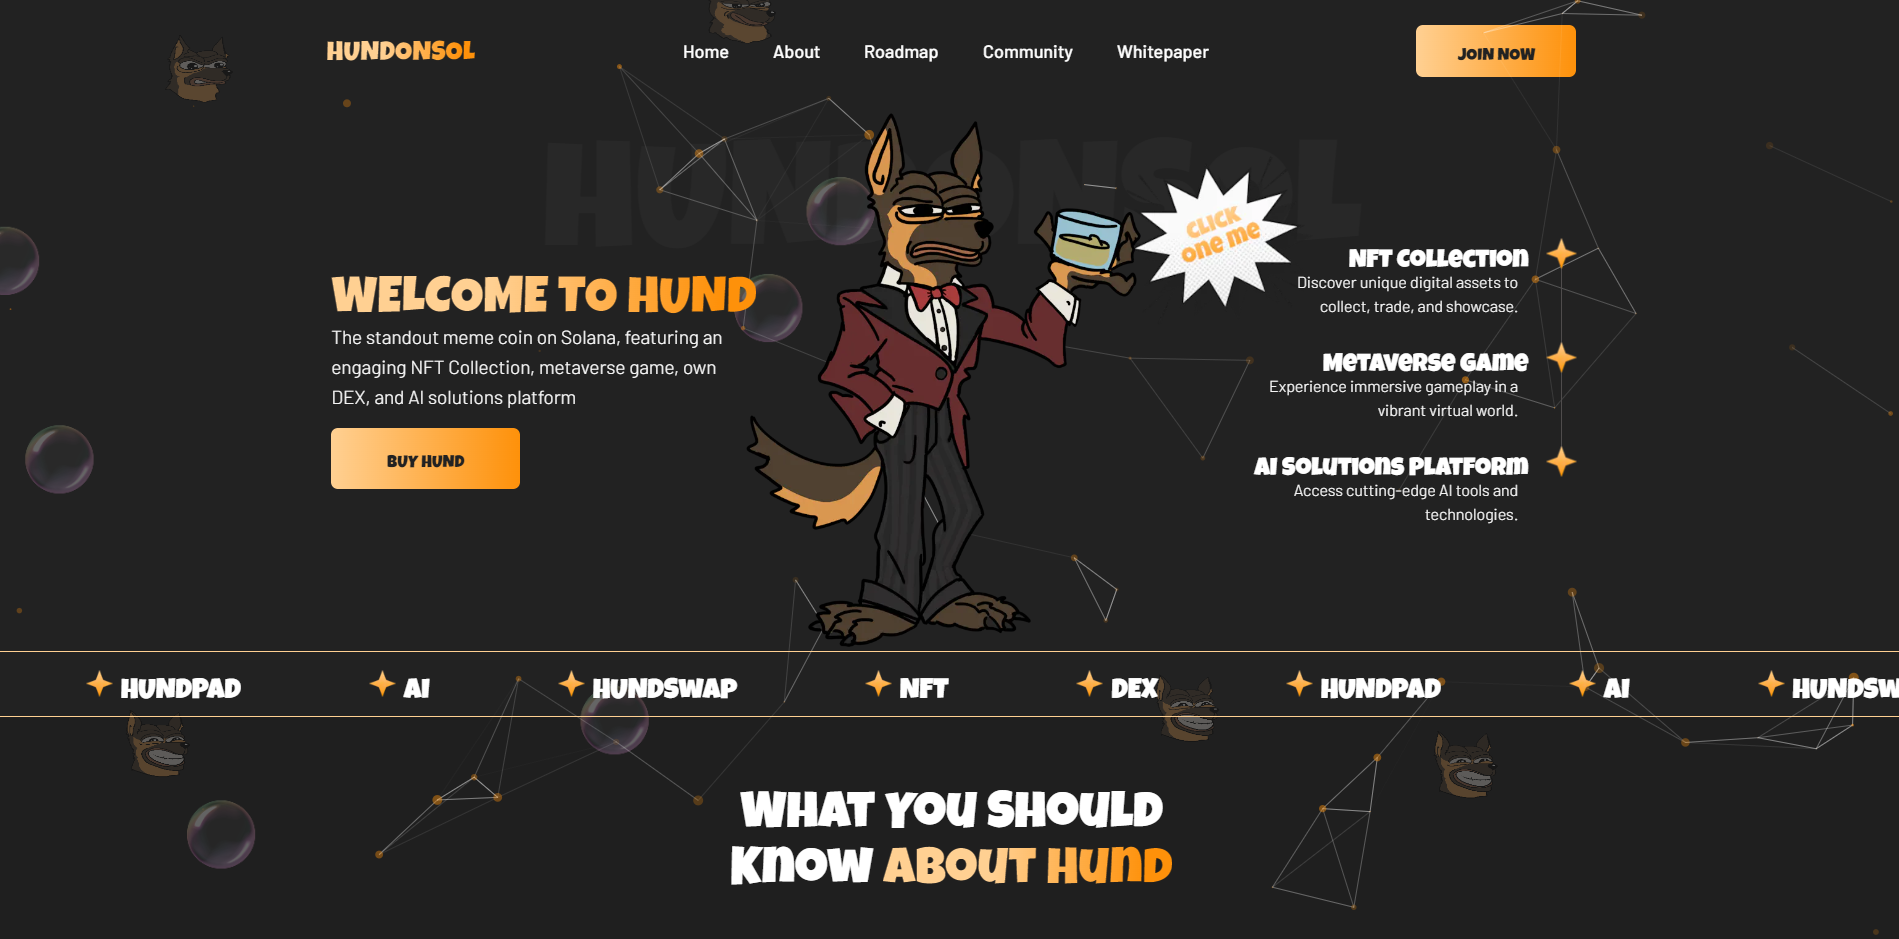 HUNDONSOL
Home About Roadmap Community Whitepaper
JOIN NOW
HUNDONSOL
WELCOME TO HUND
The standout meme coin on Solana, featuring an
engaging NFT Collection, metaverse game, own
DEX, and AI solutions platform
BUY HUND
CLICK
one me
NFT Collection
Discover unique digital assets to
collect, trade, and showcase.
Metaverse Game
Experience immersive gameplay in a
vibrant virtual world.
AI Solutions Platform
Access cutting-edge AI tools and
technologies.
HUNDPAD AI HUNDSWAP NFT DEX HUNDPAD AI HUNDSW
What You Should
Know About Hund